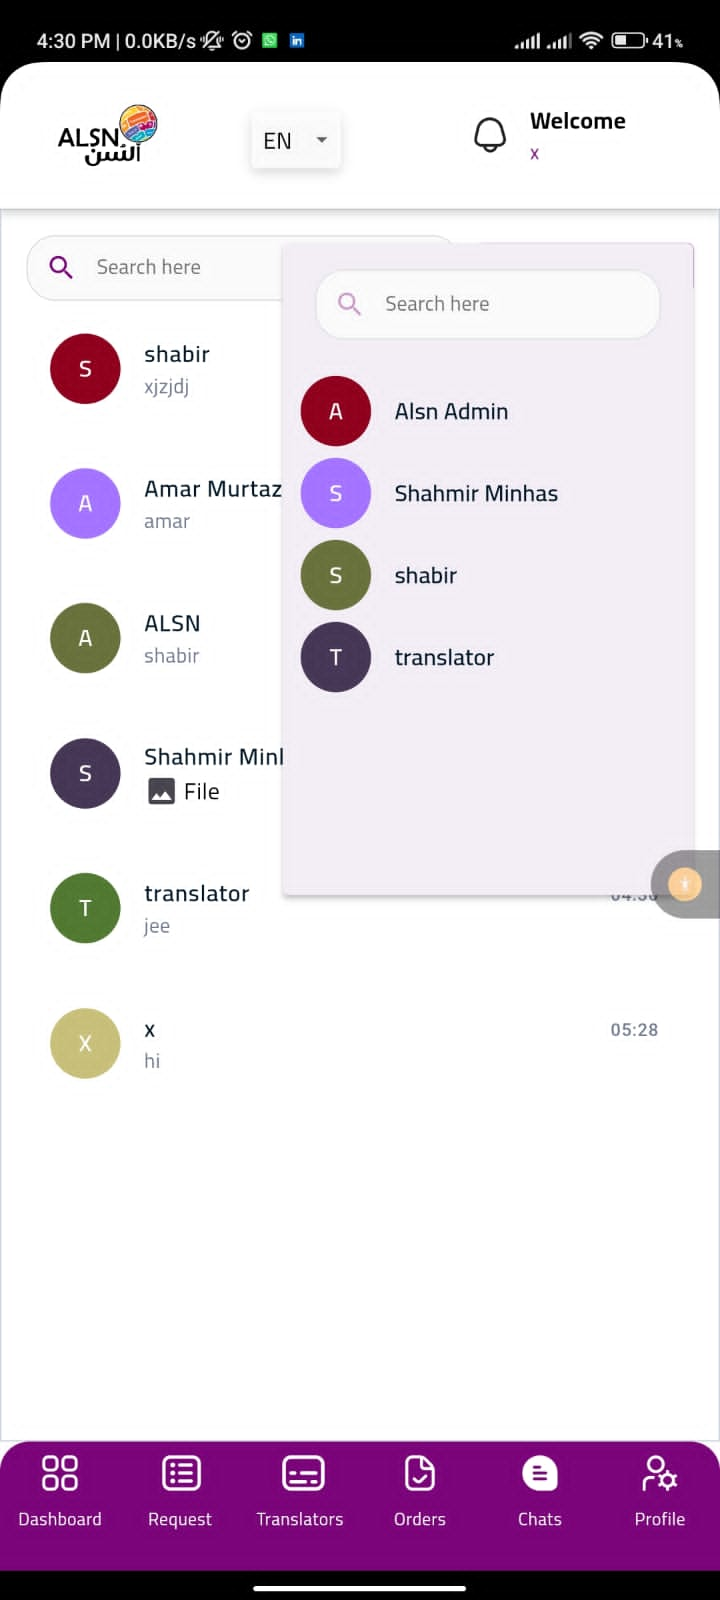 4:30 PM | 0.0KB/s
41%
ALSN
ألسن
EN
Welcome
x
Search here
Search here
S
shabir
xjzjdj
A
Amar Murtaz
amar
A
ALSN
shabir
S
Shahmir Min
File
T
translator
jee
X
x
05:28
hi
A
Alsn Admin
S
Shahmir Minhas
S
shabir
T
translator
Dashboard
Request
Translators
Orders
Chats
Profile